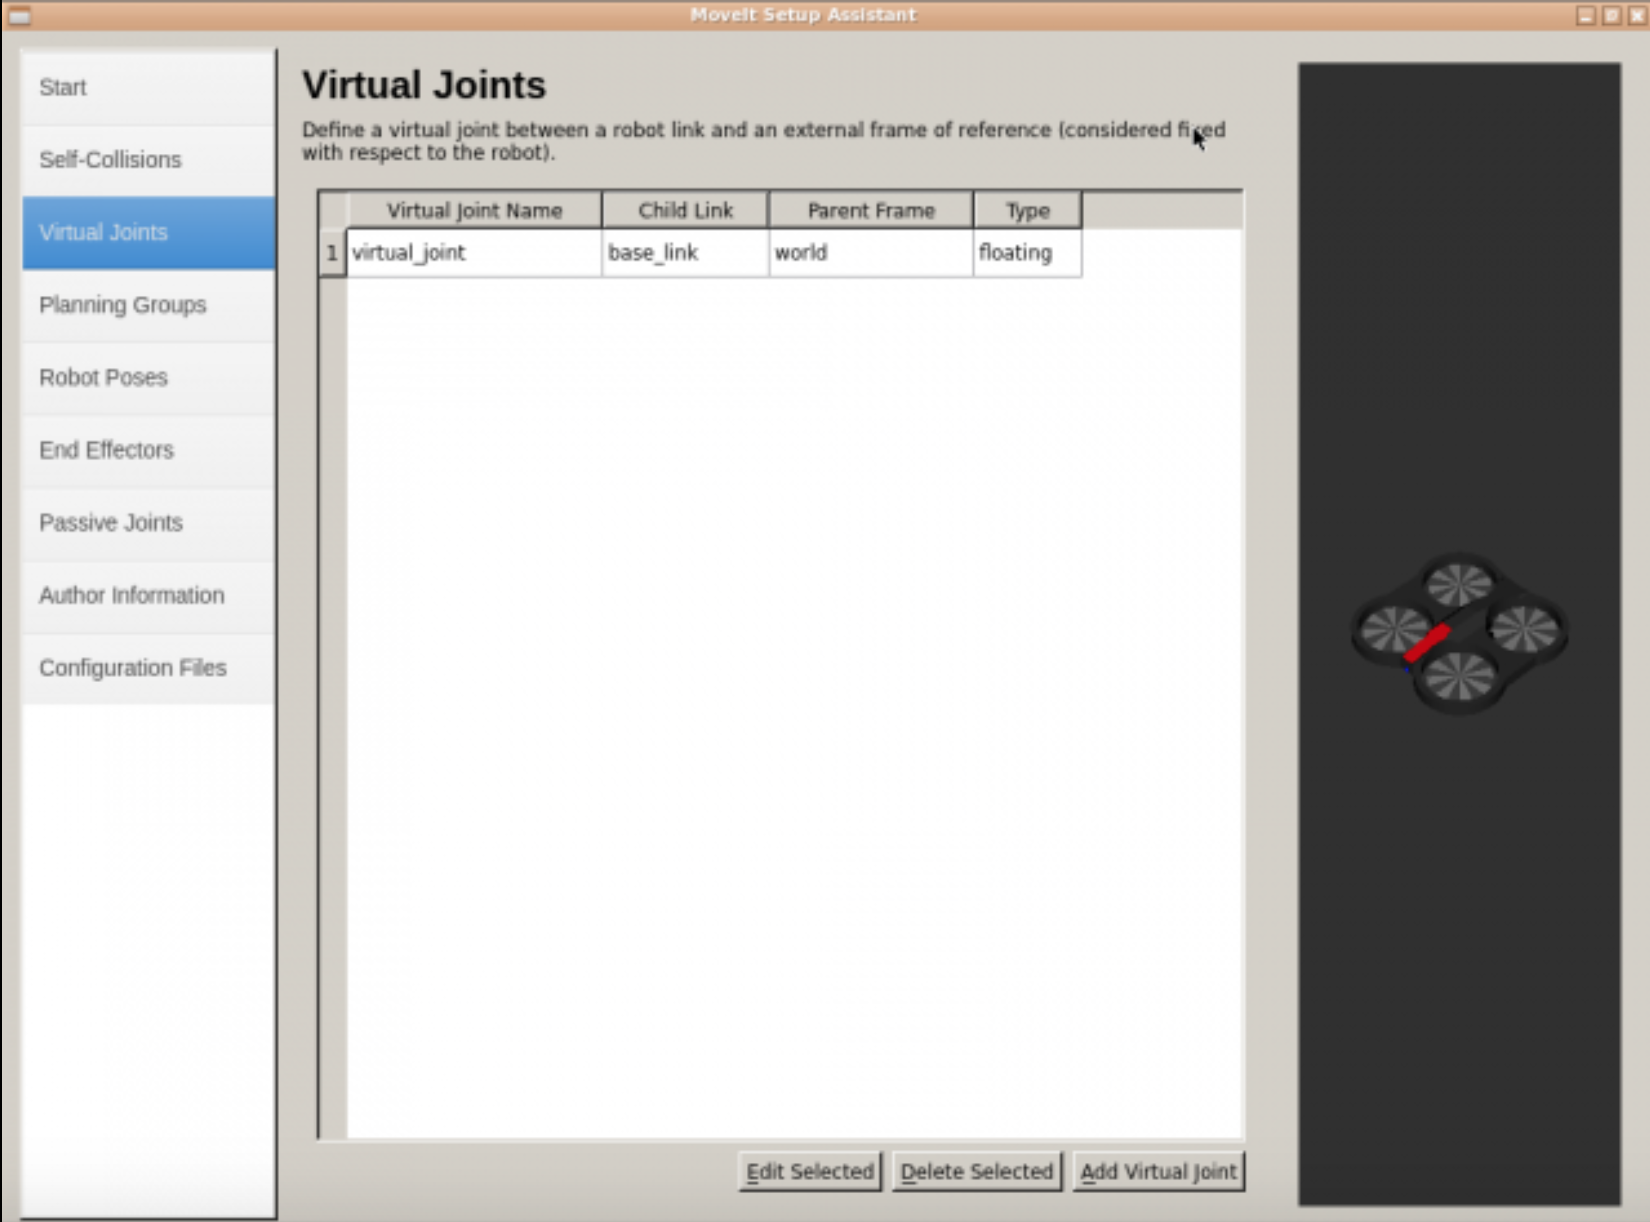 MoveIt Setup Assistant
Start
Self-Collisions
Virtual Joints
Planning Groups
Robot Poses
End Effectors
Passive Joints
Author Information
Configuration Files
Virtual Joints
Define a virtual joint between a robot link and an external frame of reference (considered fixed
with respect to the robot).
Virtual Joint Name Child Link Parent Frame Type
1 virtual_joint base_link world floating
Edit Selected Delete Selected Add Virtual Joint